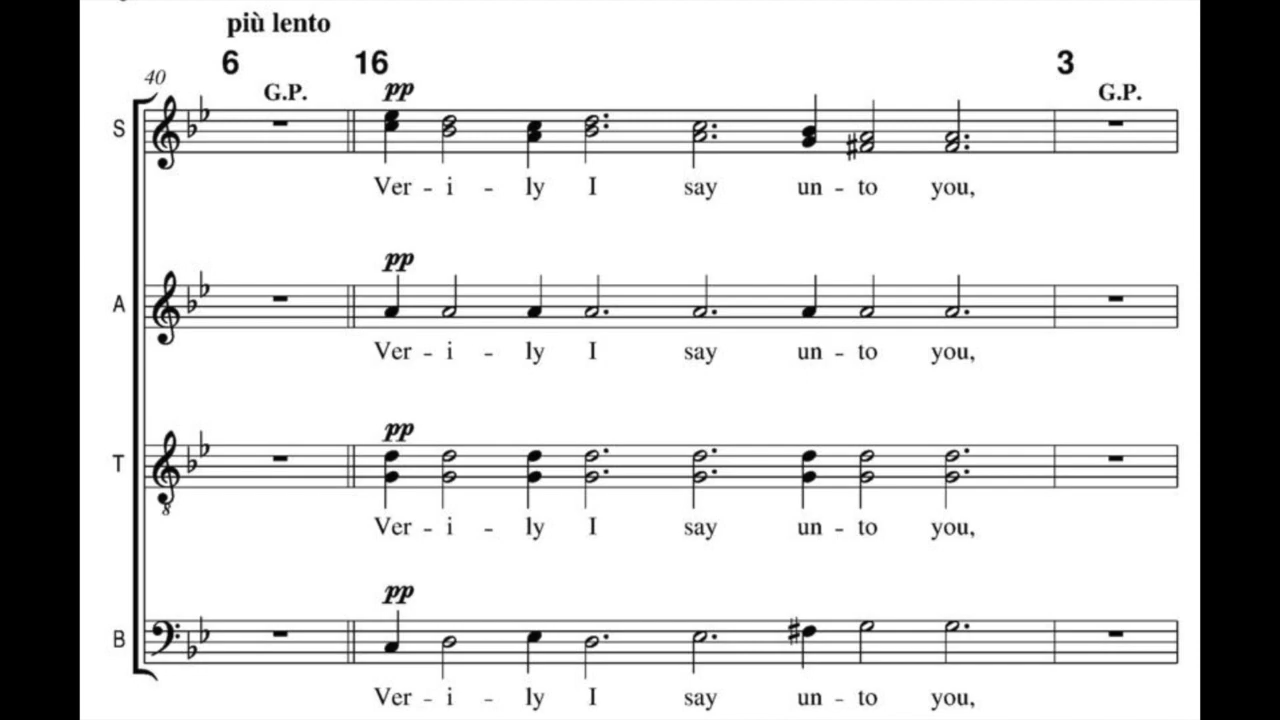 più lento
6 16 3
40 G.P. pp G.P.
S
Ver - i - ly I say un - to you,
pp
A
Ver - i - ly I say un - to you,
pp
T
8
Ver - i - ly I say un - to you,
pp
B
Ver - i - ly I say un - to you,